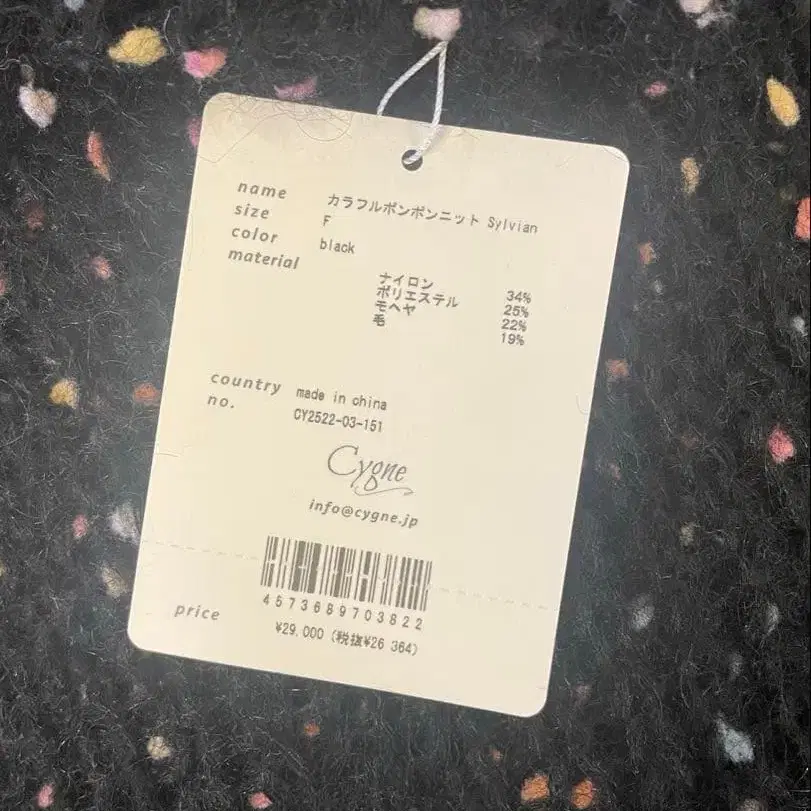 name カラフルポンポンニット Sylvian
size F
color black
material
ナイロン 34%
ポリエステル 25%
モヘヤ 22%
毛 19%
country made in china
no. CY2522-03-151
Cygne
info@cygne.jp
4573689703822
price ¥29,000 (税抜¥26 364)